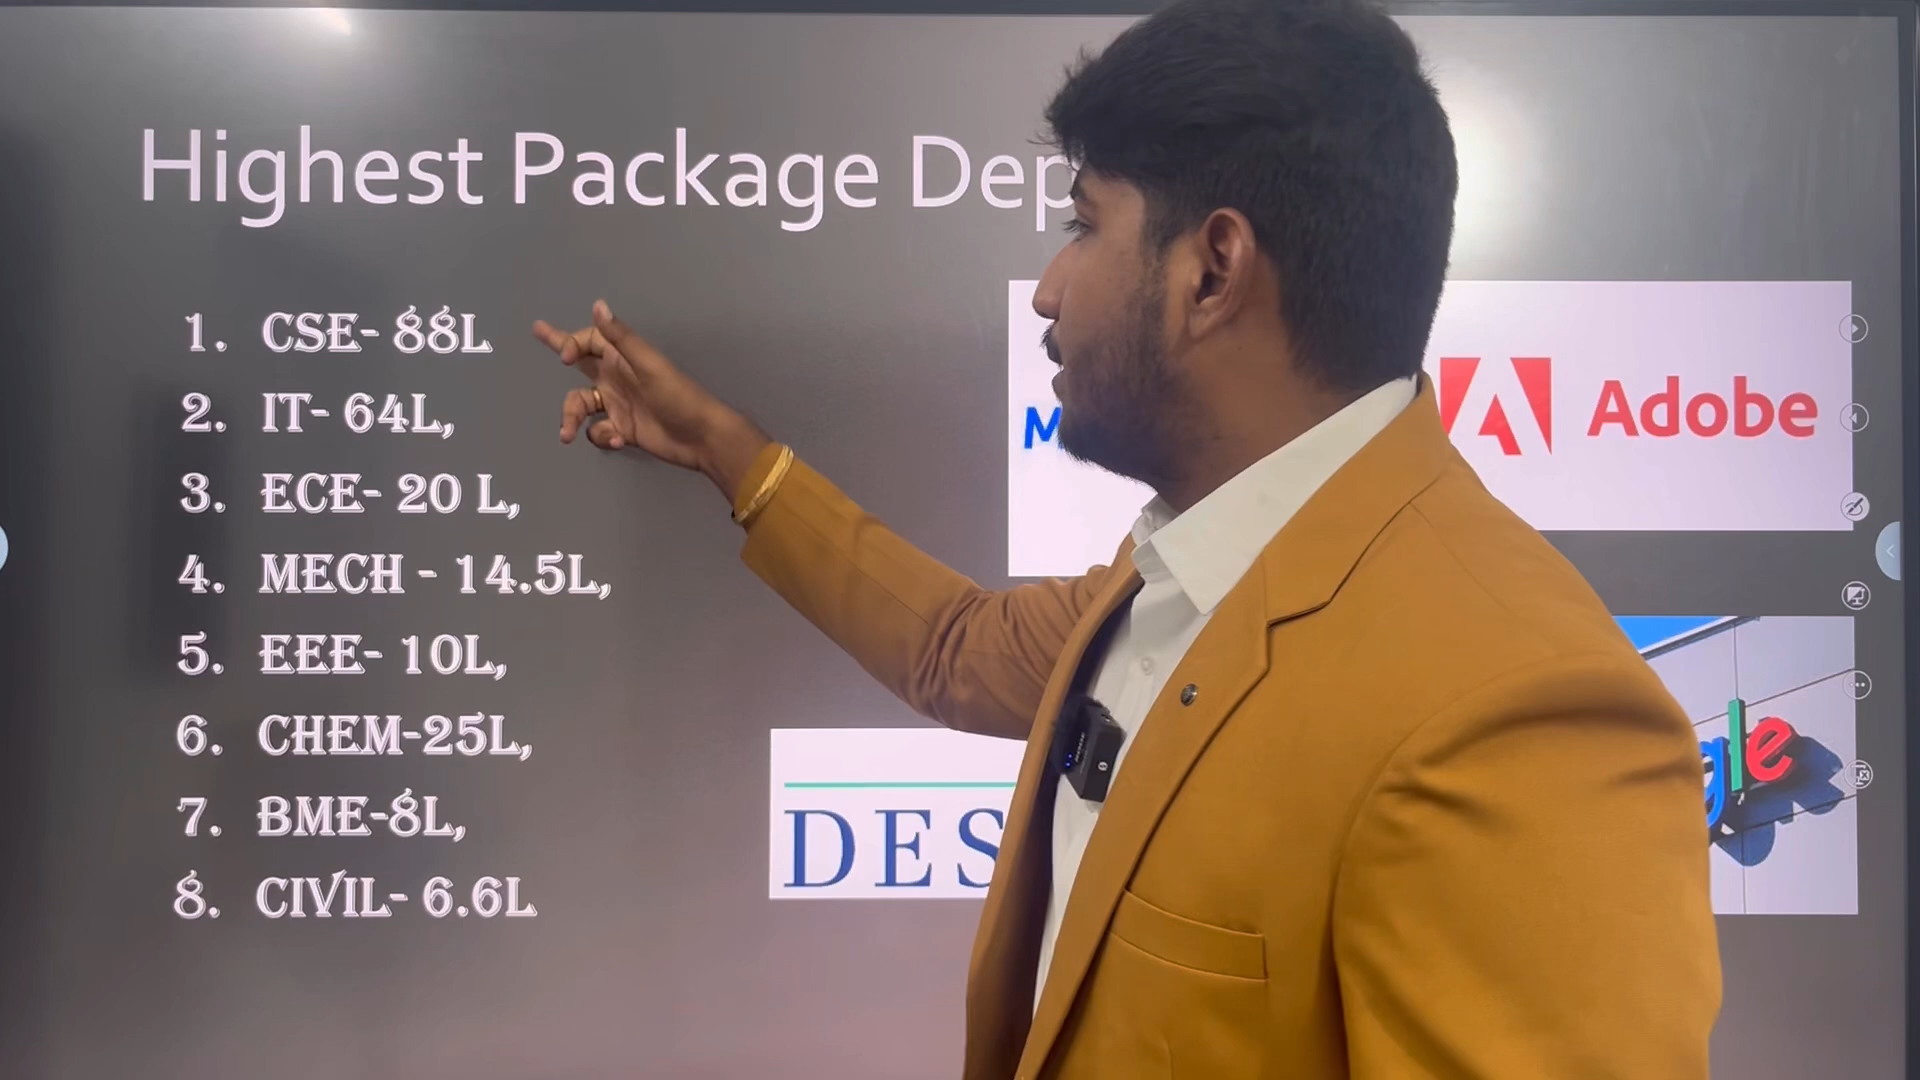 Highest Package Dep
1. CSE- 88L
2. IT- 64L,
3. ECE- 20 L,
4. MECH - 14.5L,
5. EEE- 10L,
6. CHEM-25L,
7. BME-8L,
8. CIVIL- 6.6L
M
Adobe
DES
gle